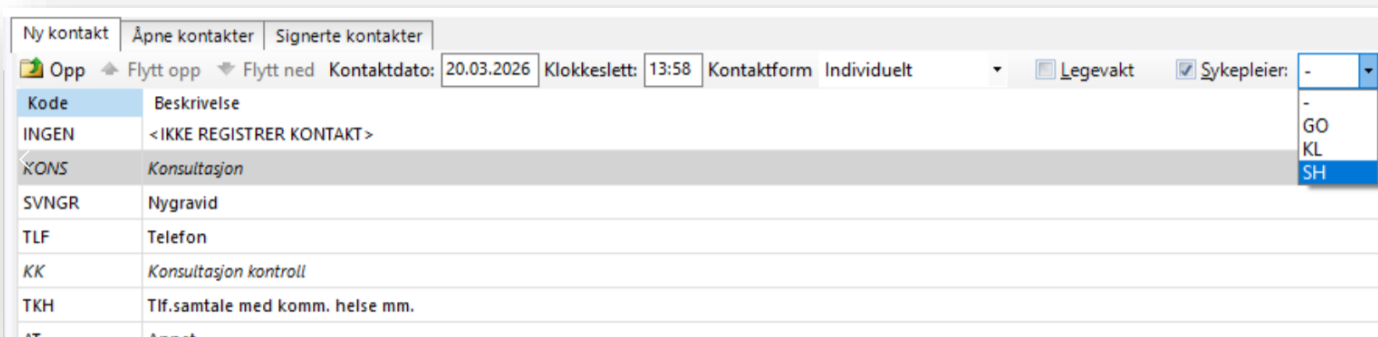 Ny kontakt Åpne kontakter Signerte kontakter
Opp Flytt opp Flytt ned Kontaktdato: 20.03.2026 Klokkeslett: 13:58 Kontaktform Individuelt Legevakt Sykepleier: -
Kode Beskrivelse -
INGEN <IKKE REGISTRER KONTAKT> GO
KL
KONS Konsultasjon SH
SVNGR Nygravid
TLF Telefon
KK Konsultasjon kontroll
TKH Tlf.samtale med komm. helse mm.